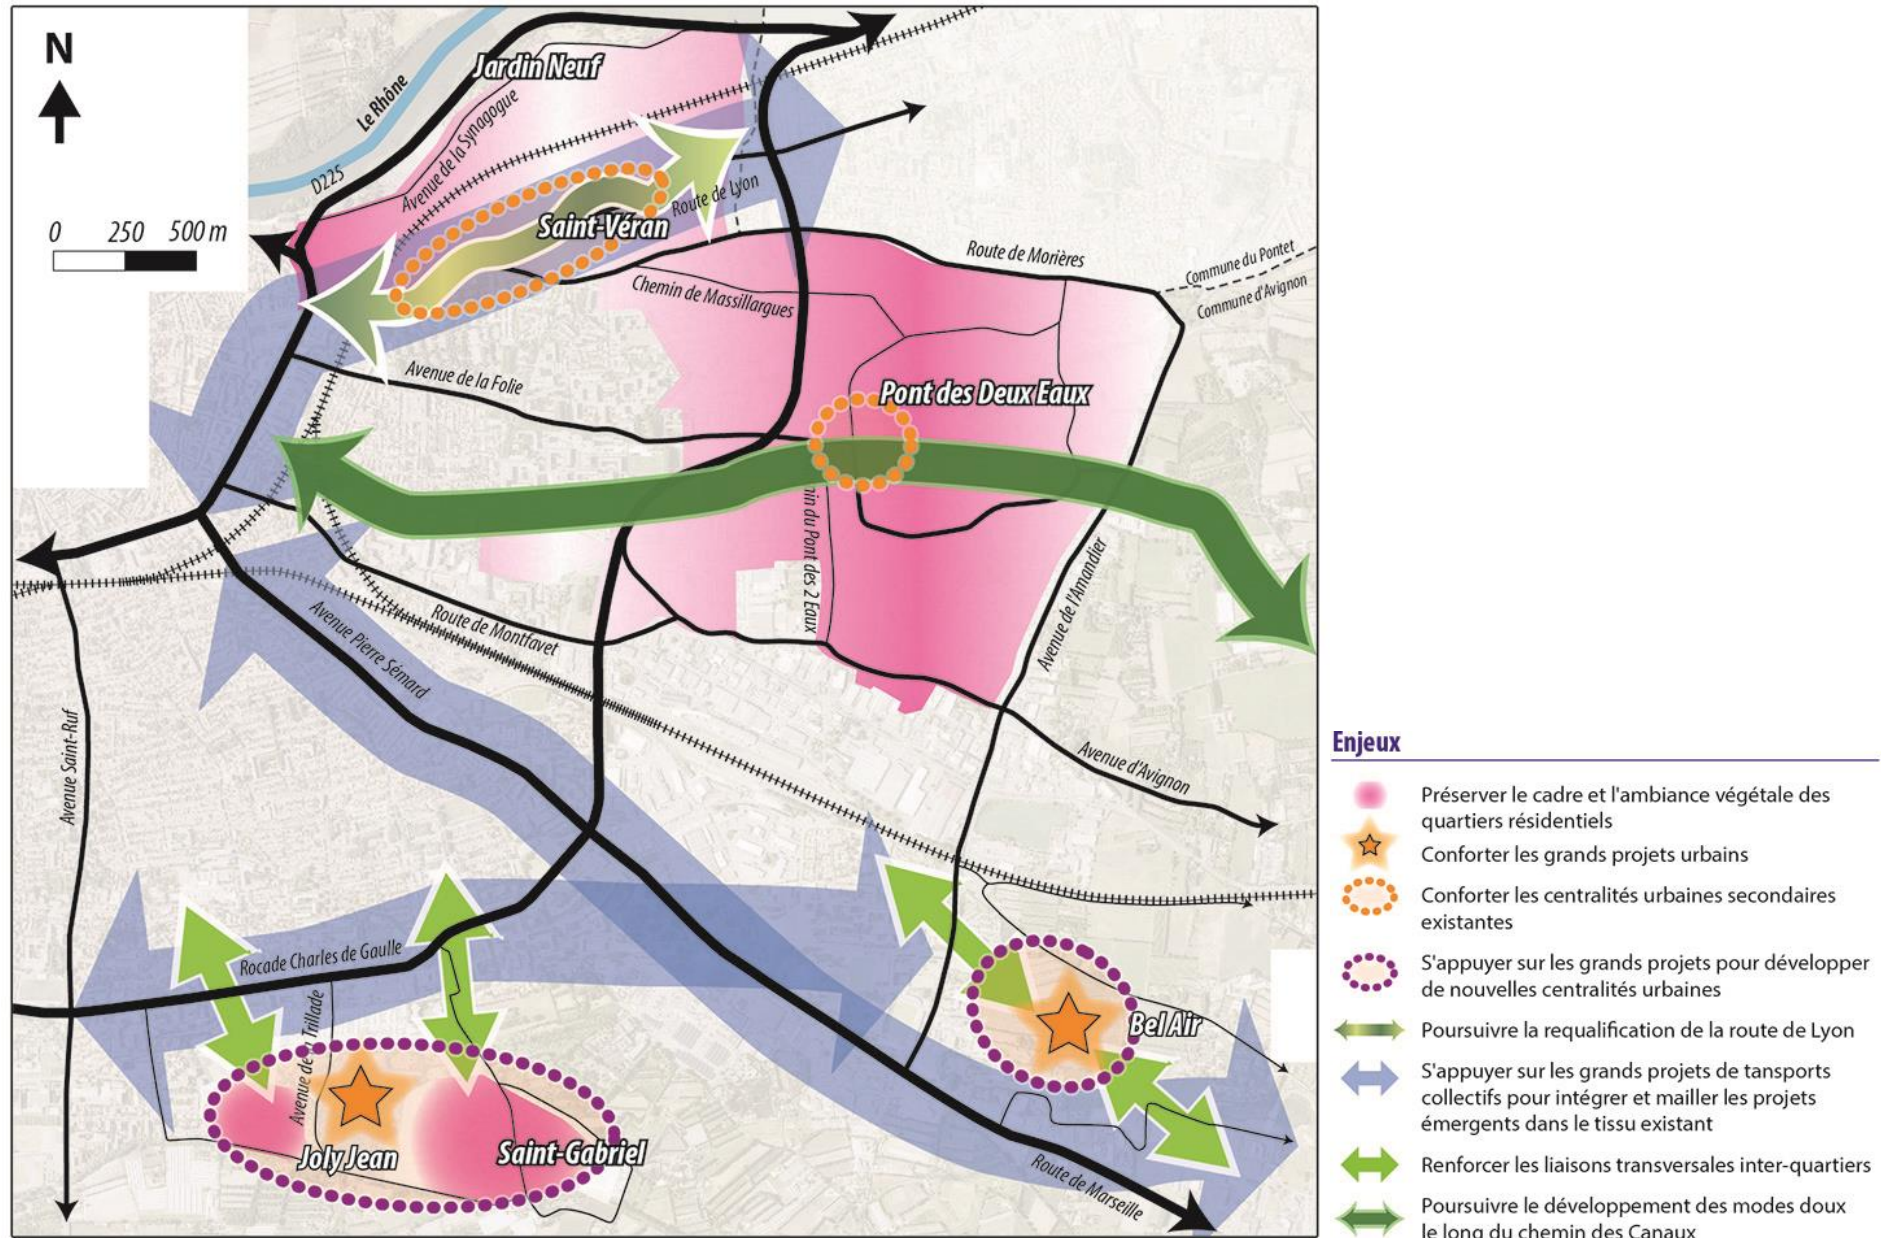 N
Le Rhône
Jardin Neuf
D225
Avenue de la Synagogue
0 250 500 m
Saint-Véran
Route de Lyon
Route de Morières
Commune du Pontet
Commune d'Avignon
Chemin de Massillargues
Avenue de la Folie
Pont des Deux Eaux
in du Pont des 2 Eaux
Avenue de l'Amandier
Route de Montfavet
Avenue Pierre Sémard
Avenue Saint-Ruf
Avenue d'Avignon
Rocade Charles de Gaulle
Avenue de la Trillade
Bel Air
Joly Jean
Saint-Gabriel
Route de Marseille
Enjeux
Préserver le cadre et l'ambiance végétale des
quartiers résidentiels
Conforter les grands projets urbains
Conforter les centralités urbaines secondaires
existantes
S'appuyer sur les grands projets pour développer
de nouvelles centralités urbaines
Poursuivre la requalification de la route de Lyon
S'appuyer sur les grands projets de tansports
collectifs pour intégrer et mailler les projets
émergents dans le tissu existant
Renforcer les liaisons transversales inter-quartiers
Poursuivre le développement des modes doux
le long du chemin des Canaux